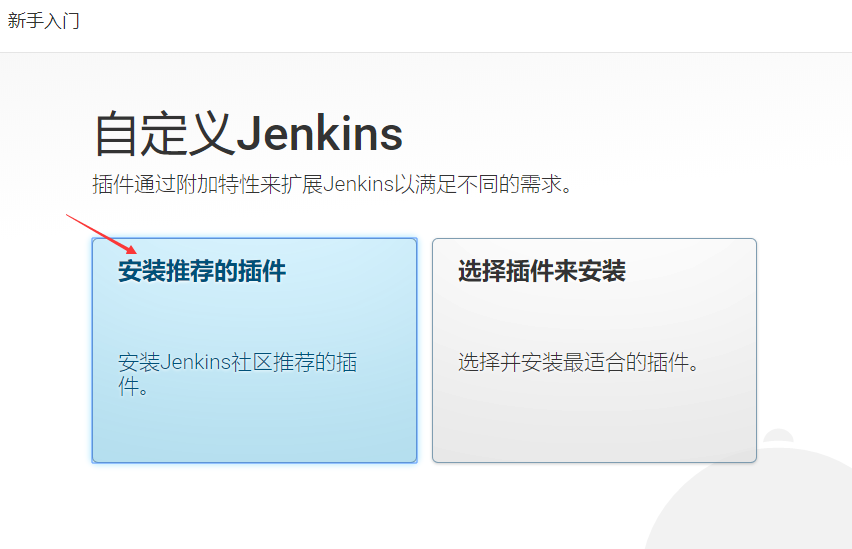 新手入门
自定义Jenkins
插件通过附加特性来扩展Jenkins以满足不同的需求。
安装推荐的插件
安装Jenkins社区推荐的插
件。
选择插件来安装
选择并安装最适合的插件。